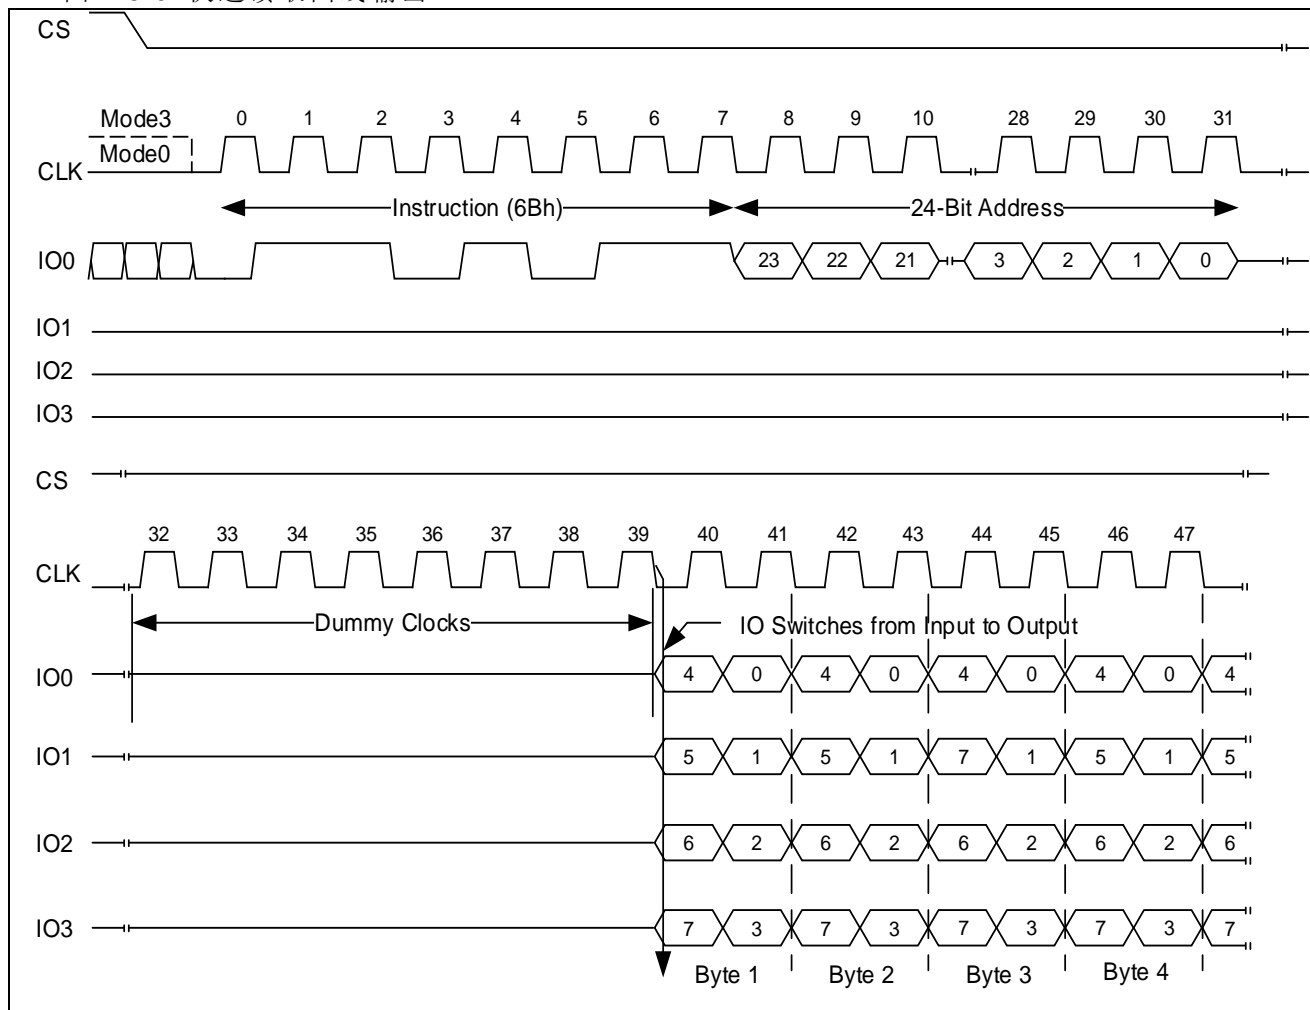 CS
0 1 2 3 4 5 6 7 8 9 10 28 29 30 31
Mode3
Mode0
CLK
Instruction (6Bh) 24-Bit Address
IO0 23 22 21 3 2 1 0
IO1
IO2
IO3
CS
32 33 34 35 36 37 38 39 40 41 42 43 44 45 46 47
CLK
Dummy Clocks IO Switches from Input to Output
IO0 4 0 4 0 4 0 4 0 4
IO1 5 1 5 1 7 1 5 1 5
IO2 6 2 6 2 6 2 6 2 6
IO3 7 3 7 3 7 3 7 3 7
Byte 1 Byte 2 Byte 3 Byte 4